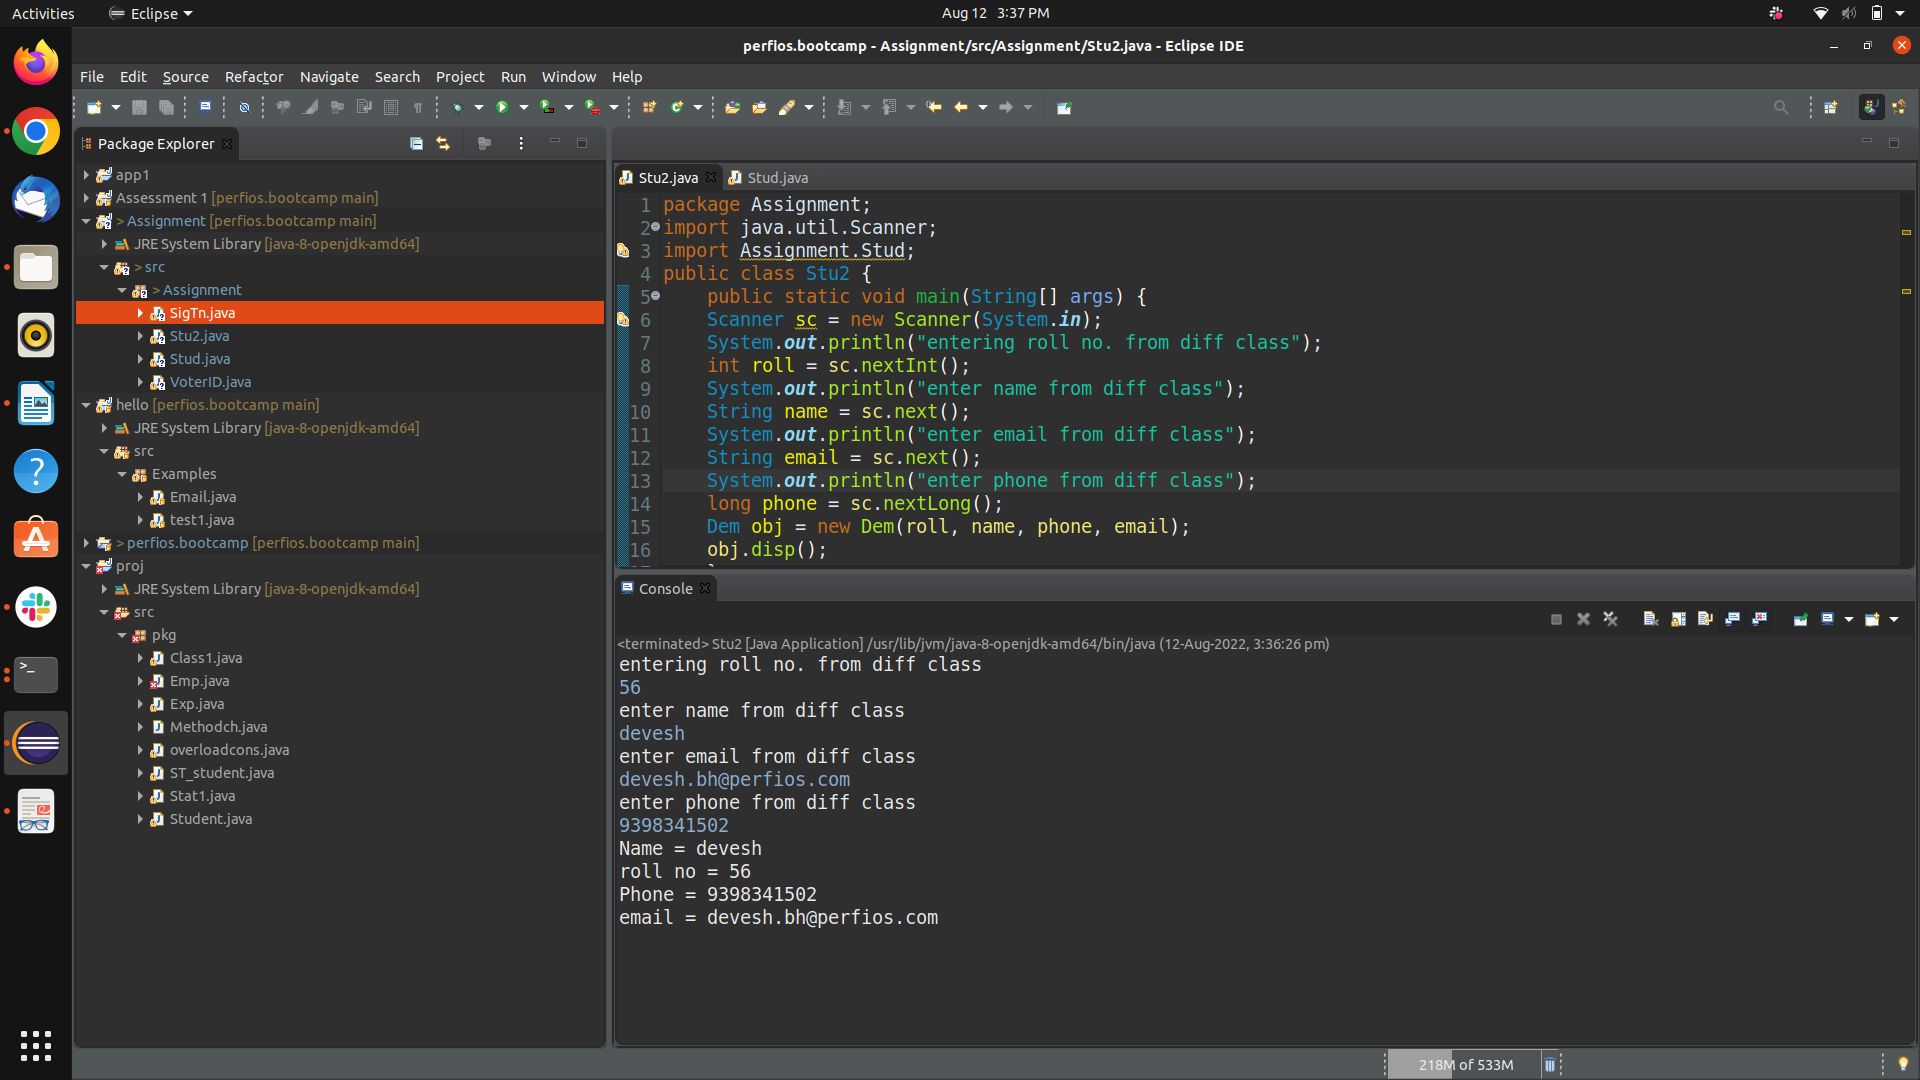 Activities
Eclipse
Aug 12 3:37 PM
perfios.bootcamp - Assignment/src/Assignment/Stu2.java - Eclipse IDE
File Edit Source Refactor Navigate Search Project Run Window Help
Package Explorer
app1
Assessment 1 [perfios.bootcamp main]
> Assignment [perfios.bootcamp main]
JRE System Library [java-8-openjdk-amd64]
> src
> Assignment
SigTn.java
Stu2.java
Stud.java
VoterID.java
hello [perfios.bootcamp main]
JRE System Library [java-8-openjdk-amd64]
src
Examples
Email.java
test1.java
> perfios.bootcamp [perfios.bootcamp main]
proj
JRE System Library [java-8-openjdk-amd64]
src
pkg
Class1.java
Emp.java
Exp.java
Methodch.java
overloadcons.java
ST_student.java
Stat1.java
Student.java
Stu2.java
Stud.java
1 package Assignment;
2 import java.util.Scanner;
3 import Assignment.Stud;
4 public class Stu2 {
5 public static void main(String[] args) {
6 Scanner sc = new Scanner(System.in);
7 System.out.println("entering roll no. from diff class");
8 int roll = sc.nextInt();
9 System.out.println("enter name from diff class");
10 String name = sc.next();
11 System.out.println("enter email from diff class");
12 String email = sc.next();
13 System.out.println("enter phone from diff class");
14 long phone = sc.nextLong();
15 Dem obj = new Dem(roll, name, phone, email);
16 obj.disp();
Console
<terminated> Stu2 [Java Application] /usr/lib/jvm/java-8-openjdk-amd64/bin/java (12-Aug-2022, 3:36:26 pm)
entering roll no. from diff class
56
enter name from diff class
devesh
enter email from diff class
devesh.bh@perfios.com
enter phone from diff class
9398341502
Name = devesh
roll no = 56
Phone = 9398341502
email = devesh.bh@perfios.com
218M of 533M